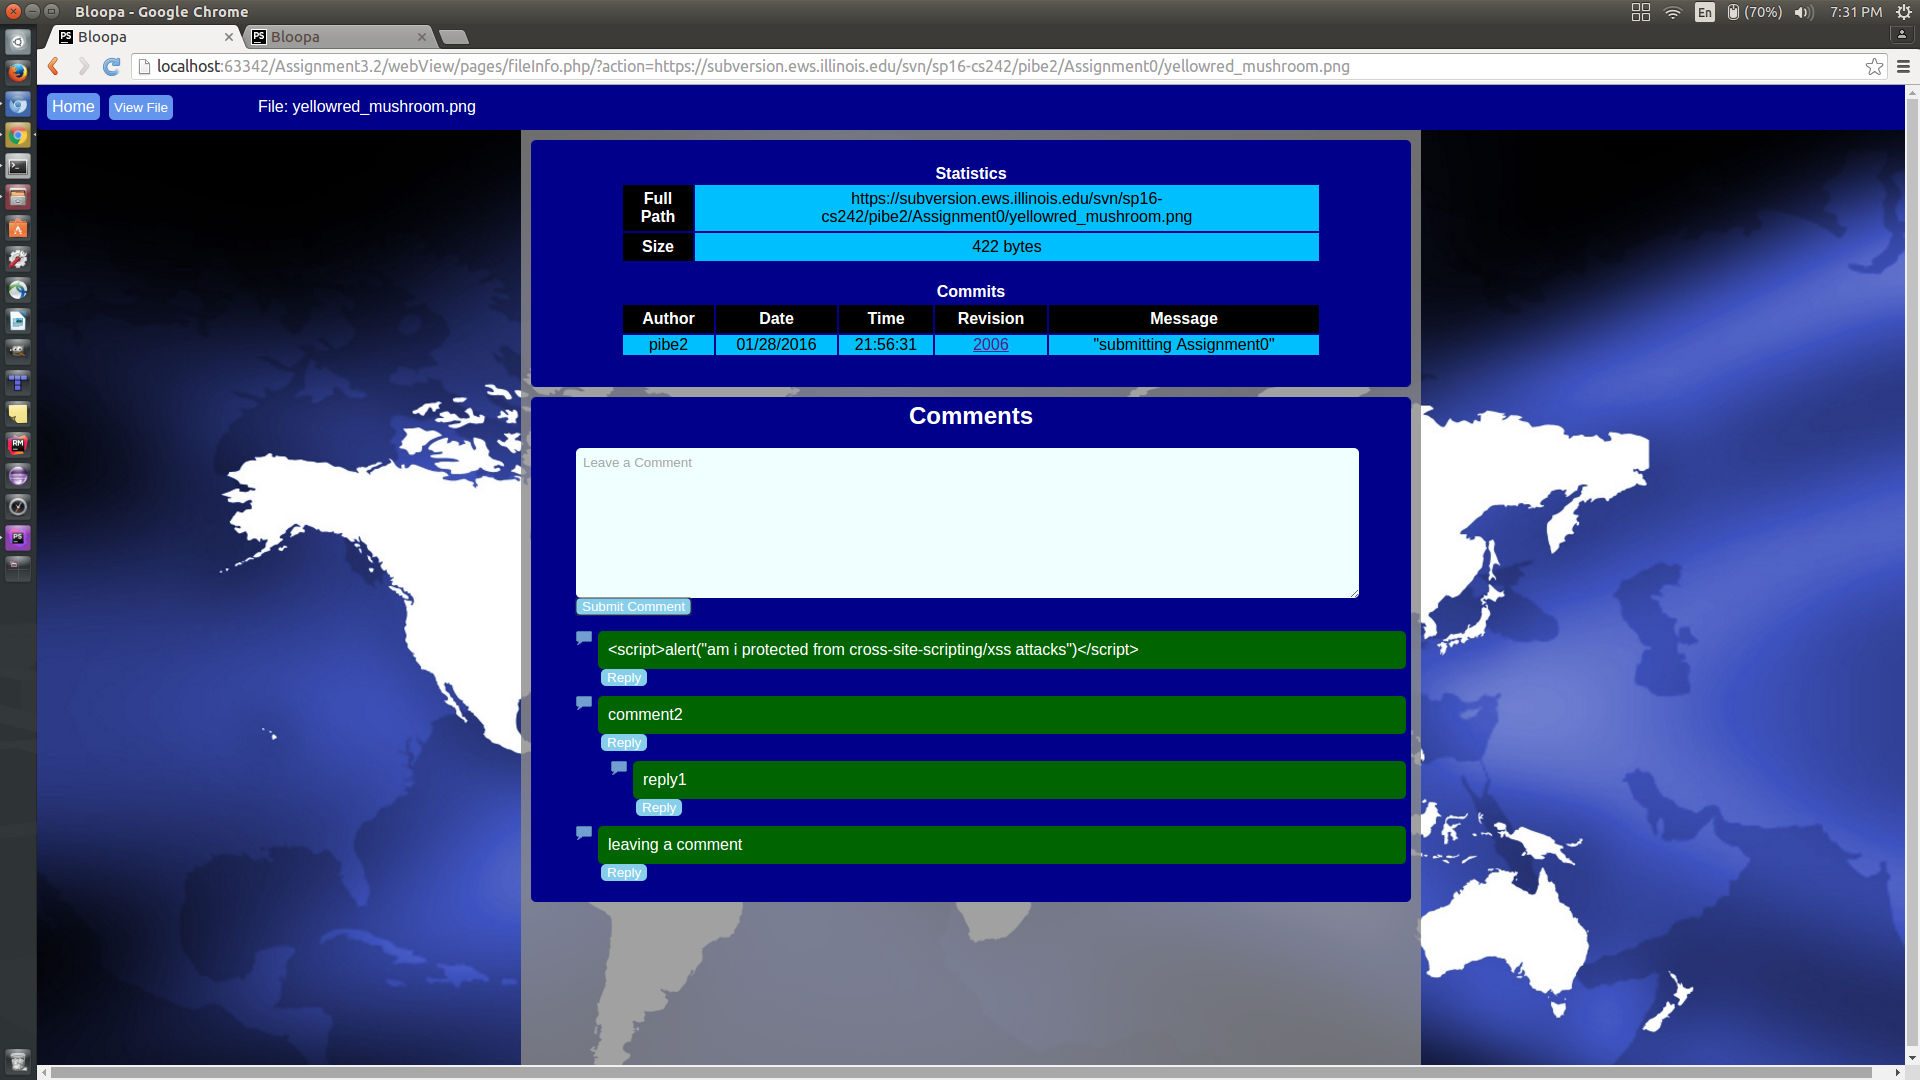 Bloopa - Google Chrome
En
(70%)
7:31 PM
PS
Bloopa
PS
Bloopa
localhost:63342/Assignment3.2/webView/pages/fileInfo.php/?action=https://subversion.ews.illinois.edu/svn/sp16-cs242/pibe2/Assignment0/yellowred_mushroom.png
Home
View File
File: yellowred_mushroom.png
Statistics
Full Path
https://subversion.ews.illinois.edu/svn/sp16-
cs242/pibe2/Assignment0/yellowred_mushroom.png
Size
422 bytes
Commits
Author Date Time Revision Message
pibe2 01/28/2016 21:56:31 2006 "submitting Assignment0"
Comments
Leave a Comment
Submit Comment
<script>alert("am i protected from cross-site-scripting/xss attacks")</script>
Reply
comment2
Reply
reply1
Reply
leaving a comment
Reply
RM
PS